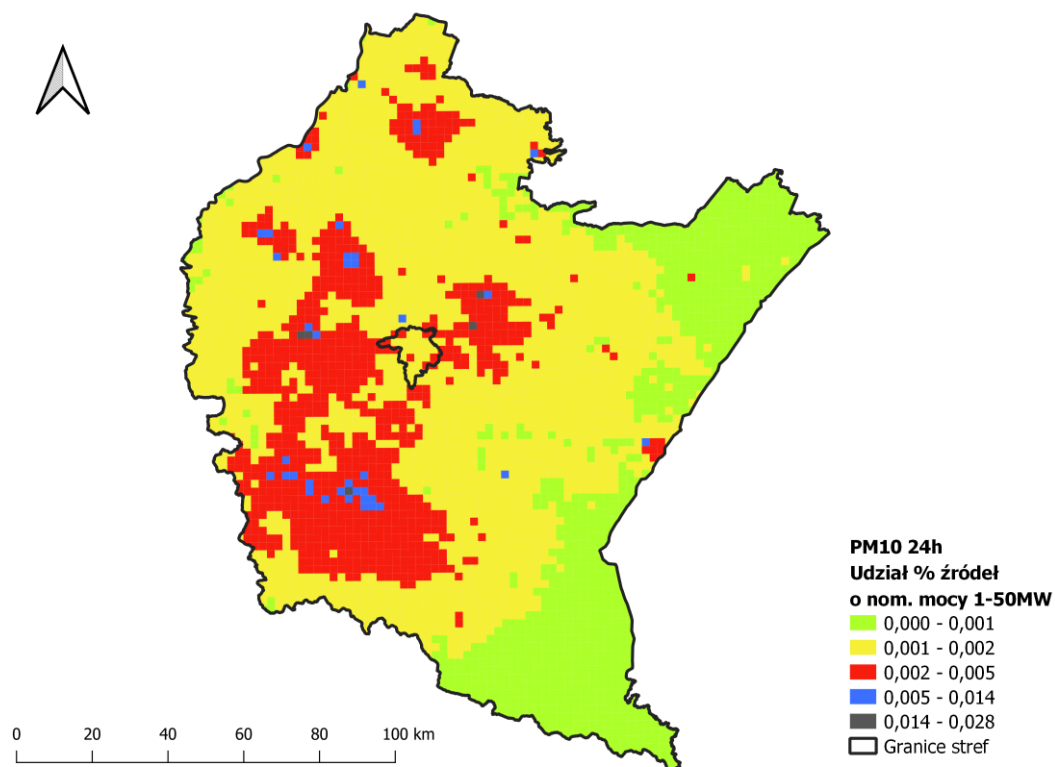 PM10 24h
Udział % źródeł
o nom. mocy 1-50MW
0,000 - 0,001
0,001 - 0,002
0,002 - 0,005
0,005 - 0,014
0,014 - 0,028
Granice stref
0 20 40 60 80 100 km